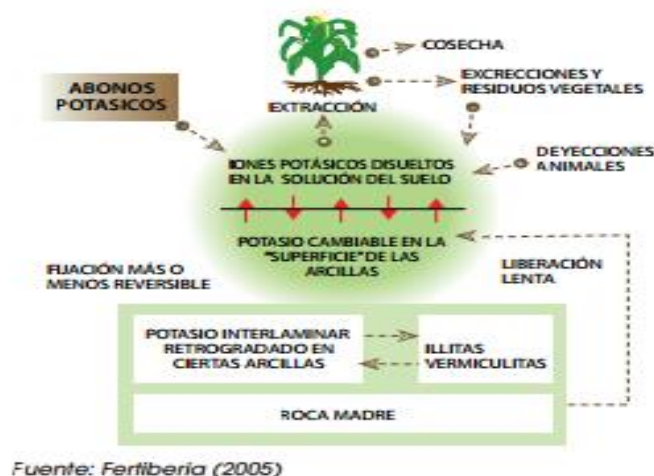 COSECHA
ABONOS
POTASICOS
EXCRECCIONES Y
RESIDUOS VEGETALES
EXTRACCIÓN
DEYECCIONES
ANIMALES
IONES POTÁSICOS DISUELTOS
EN LA SOLUCIÓN DEL SUELO
POTASIO CAMBIABLE EN LA
"SUPERFICIE" DE LAS
ARCILLAS
FIJACIÓN MÁS O
MENOS REVERSIBLE
LIBERACIÓN
LENTA
POTASIO INTERLAMINAR
RETROGRADADO EN
CIERTAS ARCILLAS
ILLITAS
VERMICULITAS
ROCA MADRE
Fuente: Fertiberia (2005)